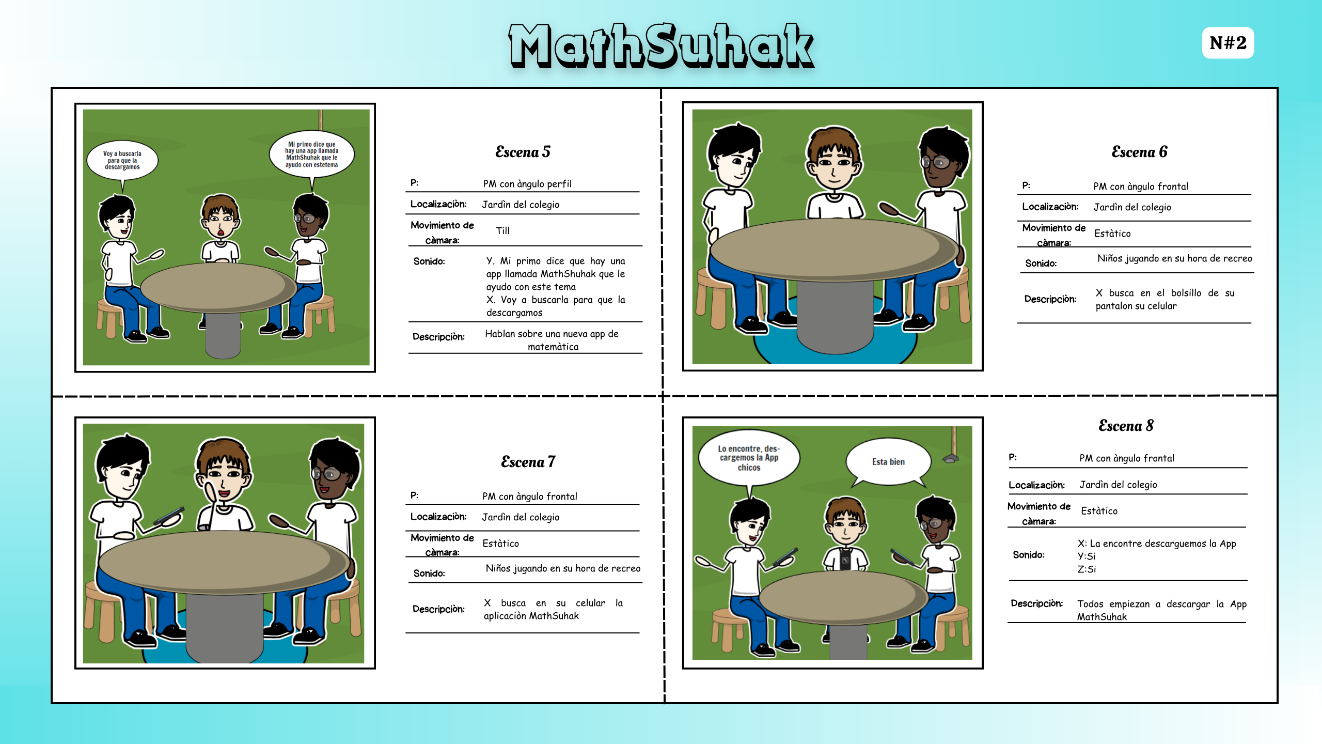 MathSuhak
N#2
Voy a buscarla
para que la
descargamos
Mi primo dice que
hay una app llamada
MathShuhak que le
ayudo con estetema
Escena 5
P: PM con ángulo perfil
Localizaciòn: Jardìn del colegio
Movimiento de
càmara: Till
Sonido: Y. Mi primo dice que hay una
app llamada MathShuhak que le
ayudo con este tema
X. Voy a buscarla para que la
descargamos
Descripciòn: Hablan sobre una nueva app de
matemàtica
Escena 6
P: PM con àngulo frontal
Localizaciòn: Jardìn del colegio
Movimiento de
càmara: Estàtico
Sonido: Niños jugando en su hora de recreo
Descripciòn: X busca en el bolsillo de su
pantalon su celular
Escena 7
P: PM con àngulo frontal
Localizaciòn: Jardìn del colegio
Movimiento de
càmara: Estàtico
Sonido: Niños jugando en su hora de recreo
Descripciòn: X busca en su celular la
aplicaciòn MathSuhak
Lo encontre, des-
cargemos la App
chicos
Esta bien
Escena 8
P: PM con àngulo frontal
Localizaciòn: Jardìn del colegio
Movimiento de
càmara: Estàtico
Sonido: X: La encontre descarguemos la App
Y:Si
Z:Si
Descripciòn: Todos empiezan a descargar la App
MathSuhak